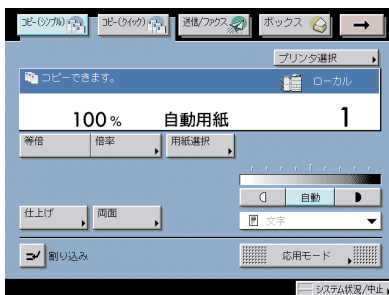 コピー(シンプル) コピー(クイック) 送信/ファクス ボックス
プリンタ選択
コピーできます。 ローカル
100% 自動用紙 1
等倍 倍率 用紙選択
自動
仕上げ 両面
文字
割り込み 応用モード
システム状況/中止